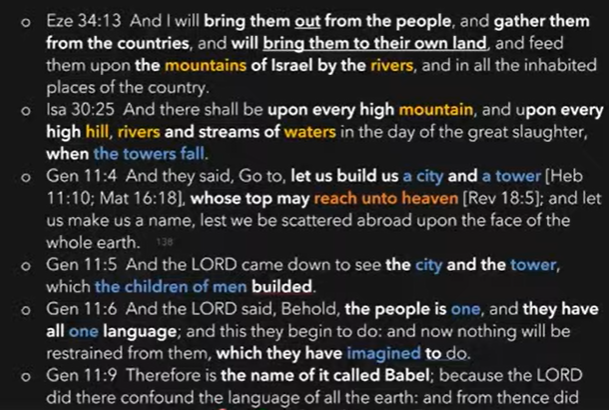 o Eze 34:13 And I will bring them out from the people, and gather them
from the countries, and will bring them to their own land, and feed
them upon the mountains of Israel by the rivers, and in all the inhabited
places of the country.
o Isa 30:25 And there shall be upon every high mountain, and upon every
high hill, rivers and streams of waters in the day of the great slaughter,
when the towers fall.
o Gen 11:4 And they said, Go to, let us build us a city and a tower [Heb
11:10; Mat 16:18], whose top may reach unto heaven [Rev 18:5]; and let
us make us a name, lest we be scattered abroad upon the face of the
whole earth. 138
o Gen 11:5 And the LORD came down to see the city and the tower,
which the children of men builded.
o Gen 11:6 And the LORD said, Behold, the people is one, and they have
all one language; and this they begin to do: and now nothing will be
restrained from them, which they have imagined to do.
o Gen 11:9 Therefore is the name of it called Babel; because the LORD
did there confound the language of all the earth: and from thence did